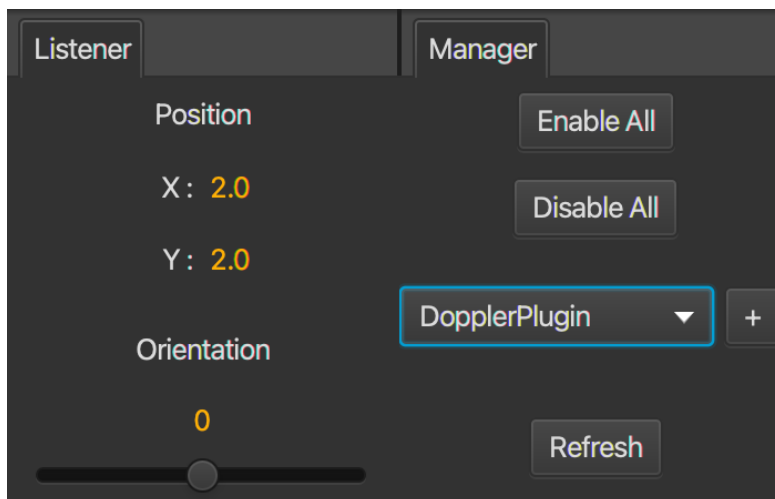 Listener
Position
X : 2.0
Y : 2.0
Orientation
0
Manager
Enable All
Disable All
DopplerPlugin
+
Refresh